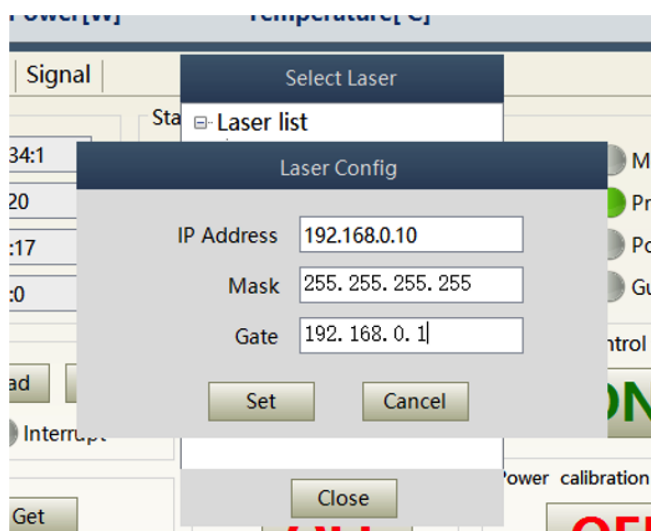 Power[W] Temperature[°C]
Signal
Select Laser
Sta
Laser list
34:1
Laser Config
M
20
Pr
IP Address 192.168.0.10
:17
Po
Mask 255. 255. 255. 255
:0
Gu
Gate 192. 168. 0. 1
ntrol
ad
Set Cancel
ON
Interrupt
Power calibration
Close
Get
OFF